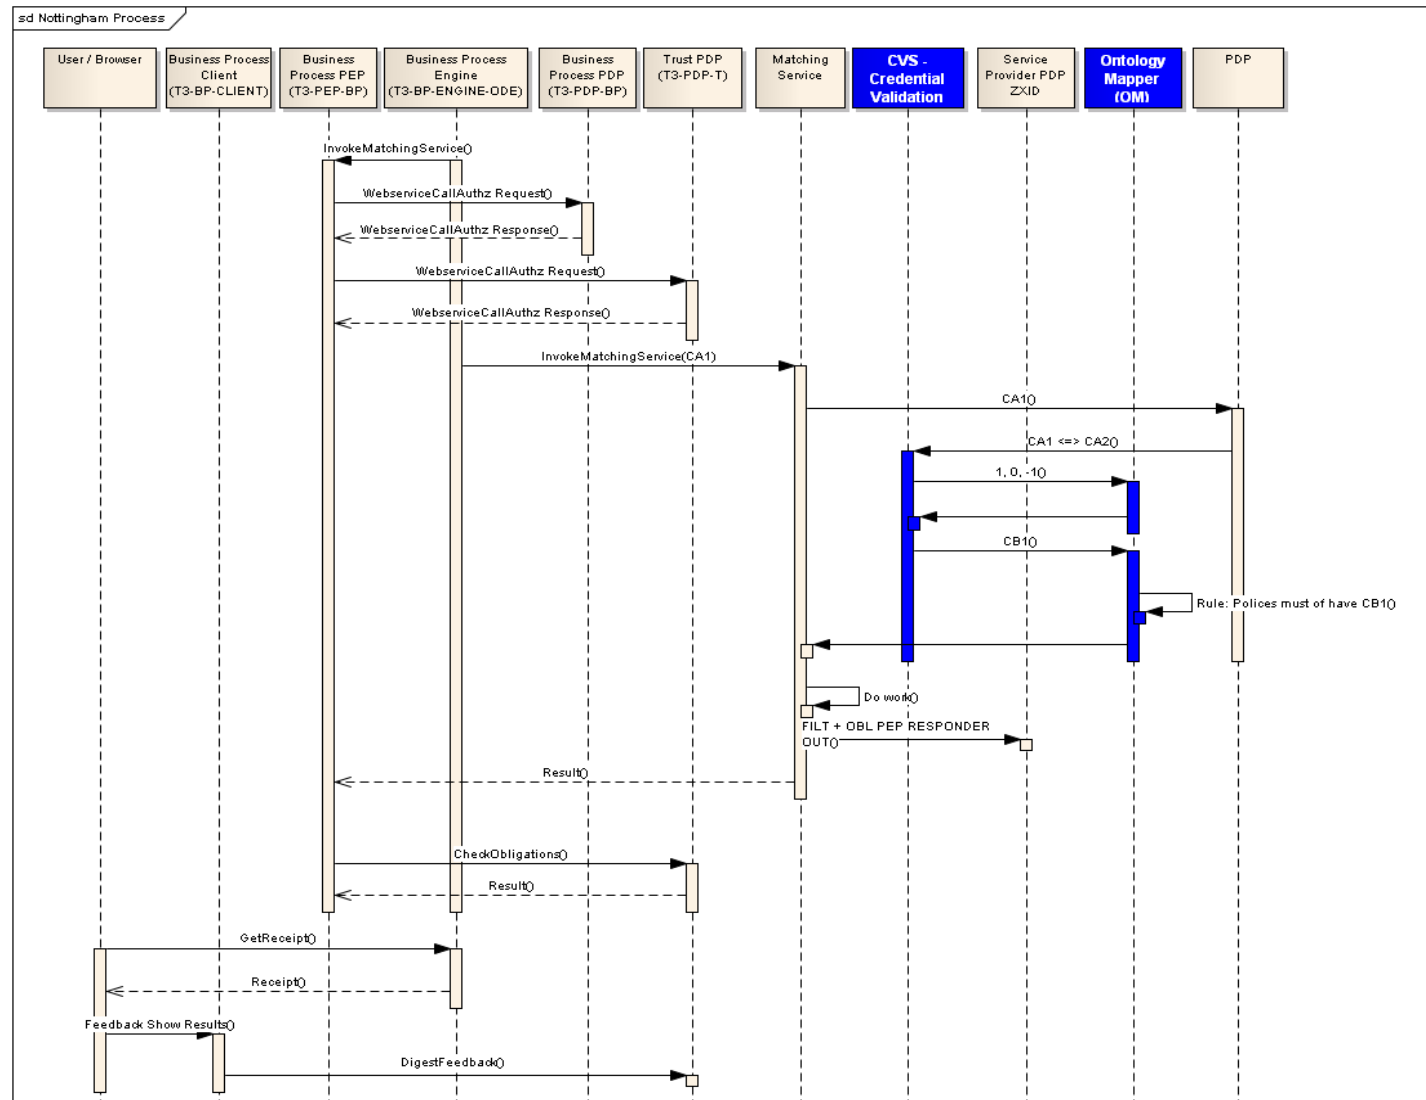 sd Nottingham Process
User / Browser
Business Process
Client
(T3-BP-CLIENT)
Business
Process PEP
(T3-PEP-BP)
Business Process
Engine
(T3-BP-ENGINE-ODE)
Business
Process PDP
(T3-PDP-BP)
Trust PDP
(T3-PDP-T)
Matching
Service
CVS -
Credential
Validation
Service
Provider PDP
ZXID
Ontology
Mapper
(OM)
PDP
InvokeMatchingService()
WebserviceCallAuthz Request()
WebserviceCallAuthz Response()
WebserviceCallAuthz Request()
WebserviceCallAuthz Response()
InvokeMatchingService(CA1)
CA1()
CA1 <=> CA2()
1, 0, -1()
CB1()
Rule: Polices must of have CB1()
Do work()
FILT + OBL PEP RESPONDER
OUT()
Result()
CheckObligations()
Result()
GetReceipt()
Receipt()
Feedback Show Results()
DigestFeedback()